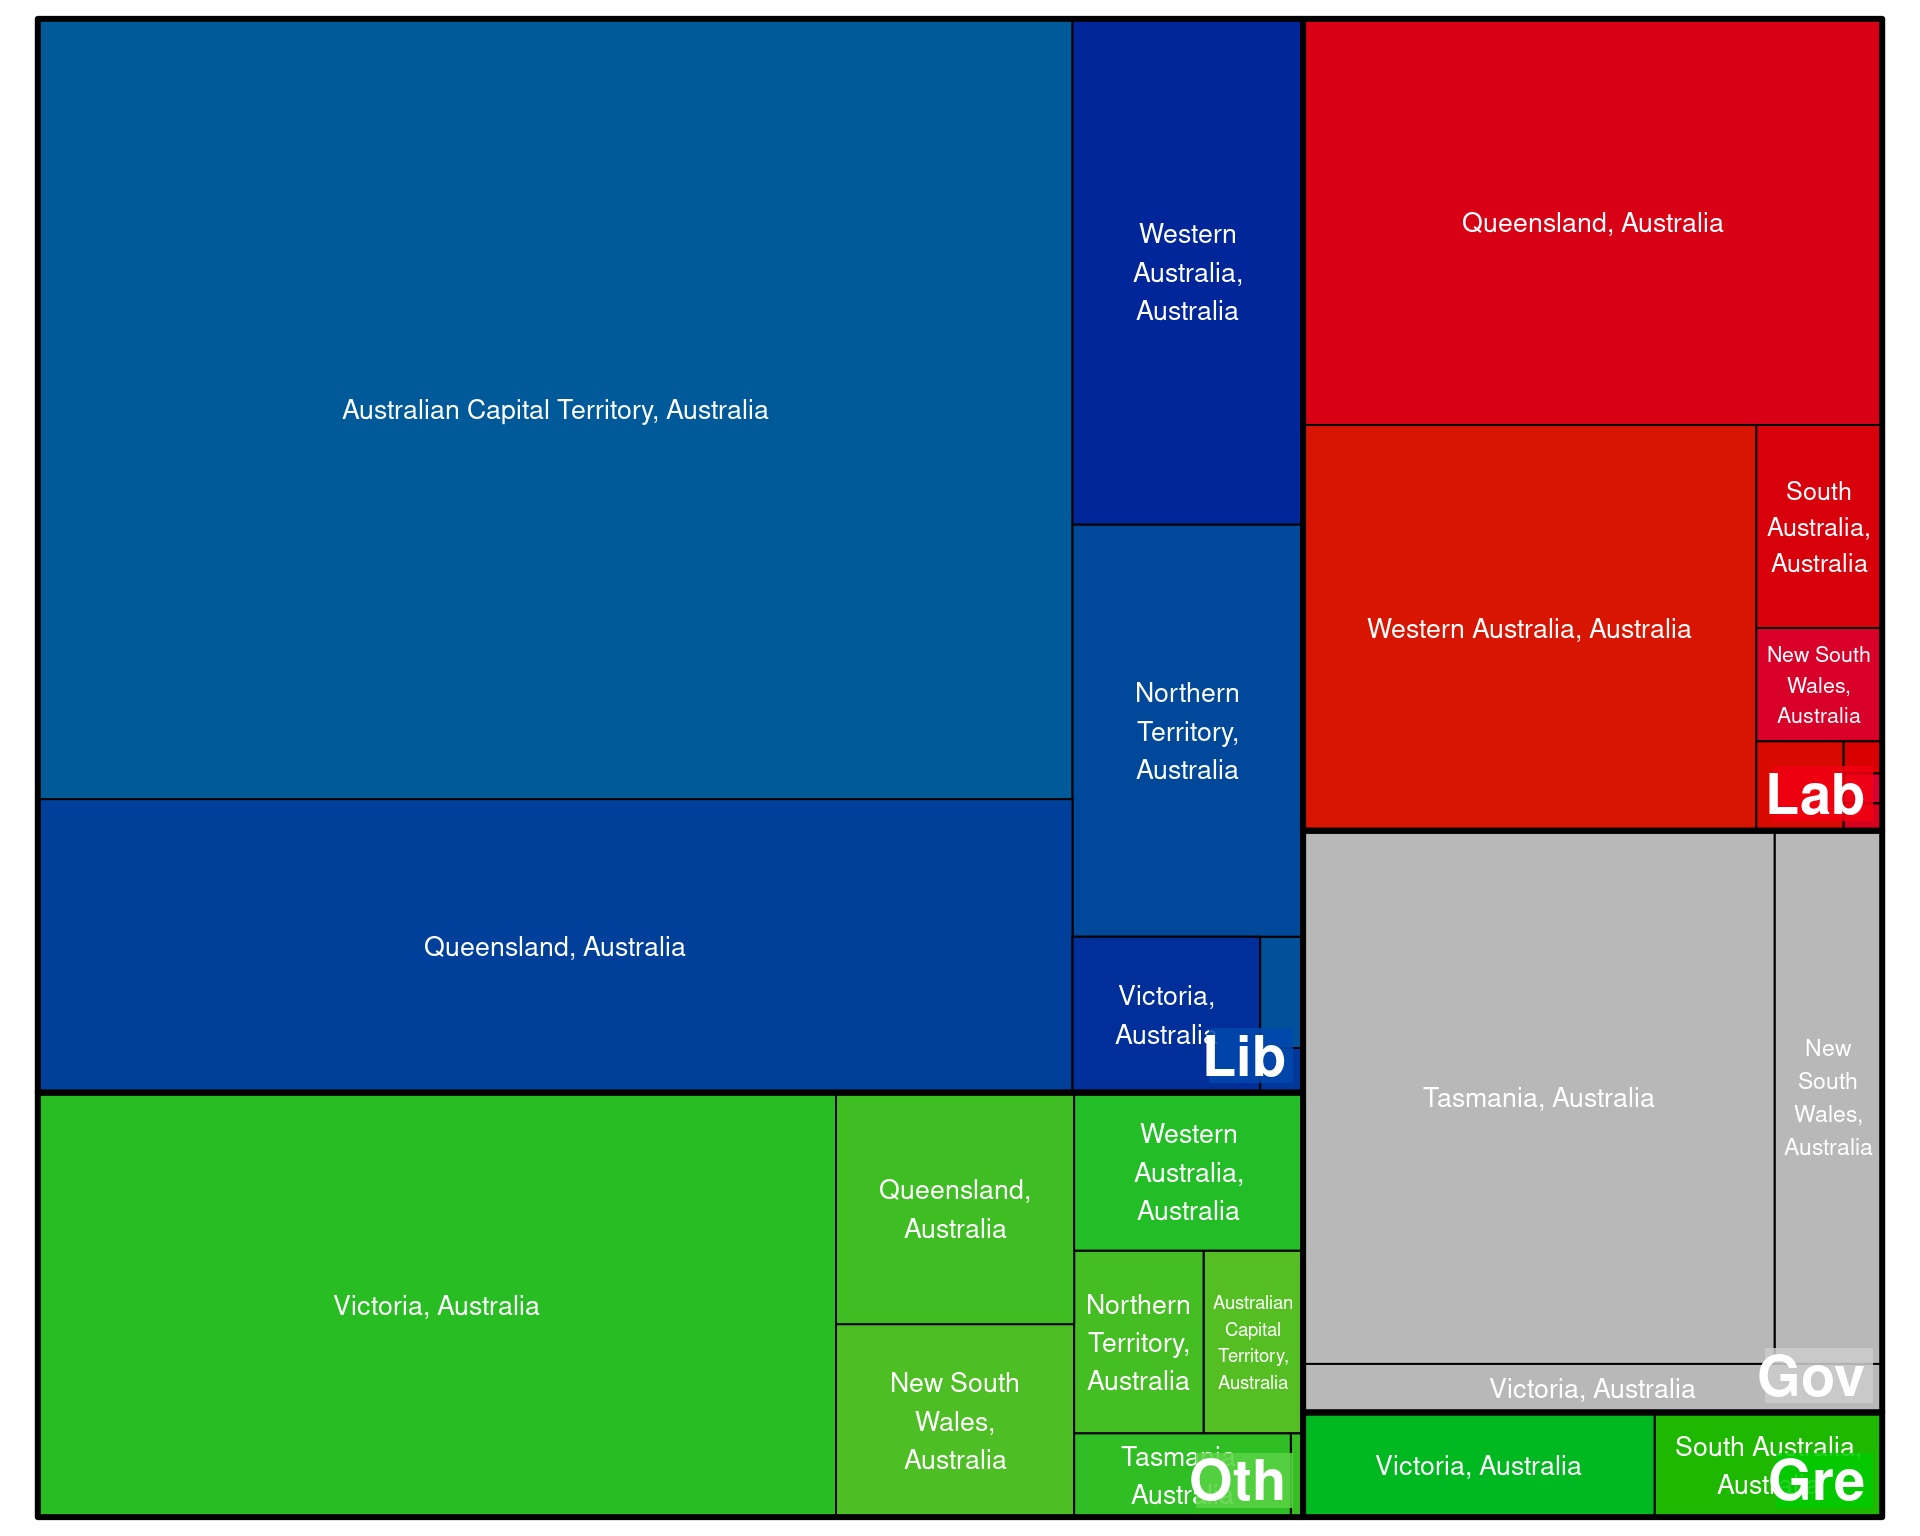 Australian Capital Territory, Australia
Western
Australia,
Australia
Northern
Territory,
Australia
Queensland, Australia
Victoria,
Australia
Lib
Queensland, Australia
Western Australia, Australia
South
Australia,
Australia
New South
Wales,
Australia
Lab
Tasmania, Australia
New
South
Wales,
Australia
Victoria, Australia
Gov
Victoria, Australia
Queensland,
Australia
New South
Wales,
Australia
Western
Australia,
Australia
Northern
Territory,
Australia
Australian
Capital
Territory,
Australia
Tasmania,
Australia
Oth
Victoria, Australia
South Australia,
Australia
Gre